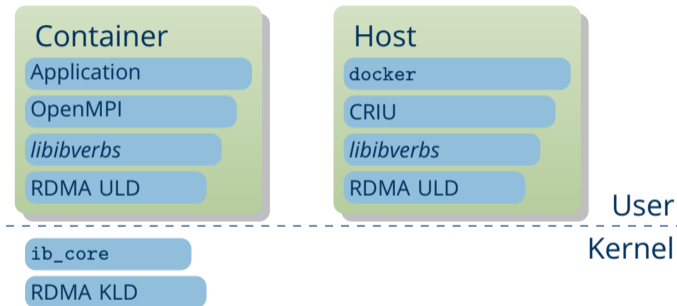 Container
Application
OpenMPI
libibverbs
RDMA ULD
Host
docker
CRIU
libibverbs
RDMA ULD
User
Kernel
ib_core
RDMA KLD